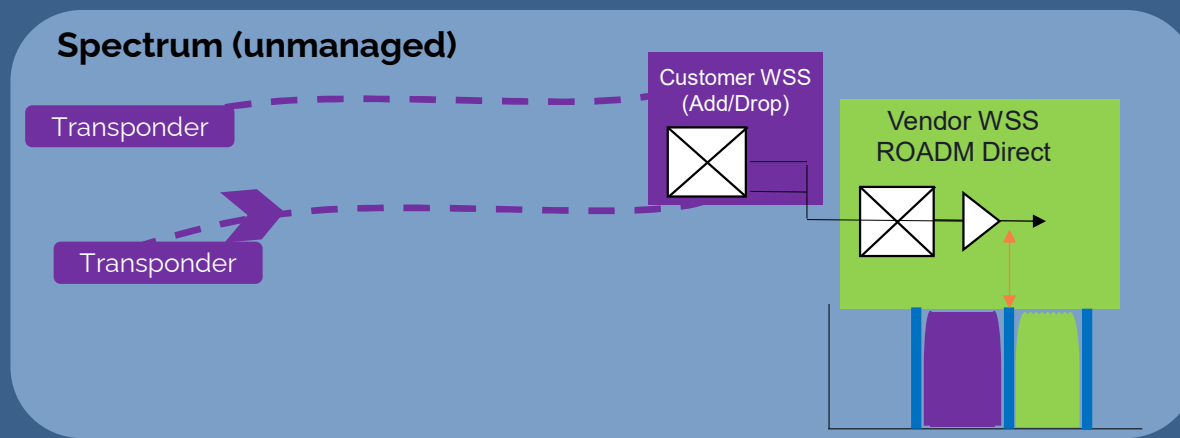 Spectrum (unmanaged)
Customer WSS
(Add/Drop)
Transponder
Vendor WSS
ROADM Direct
Transponder